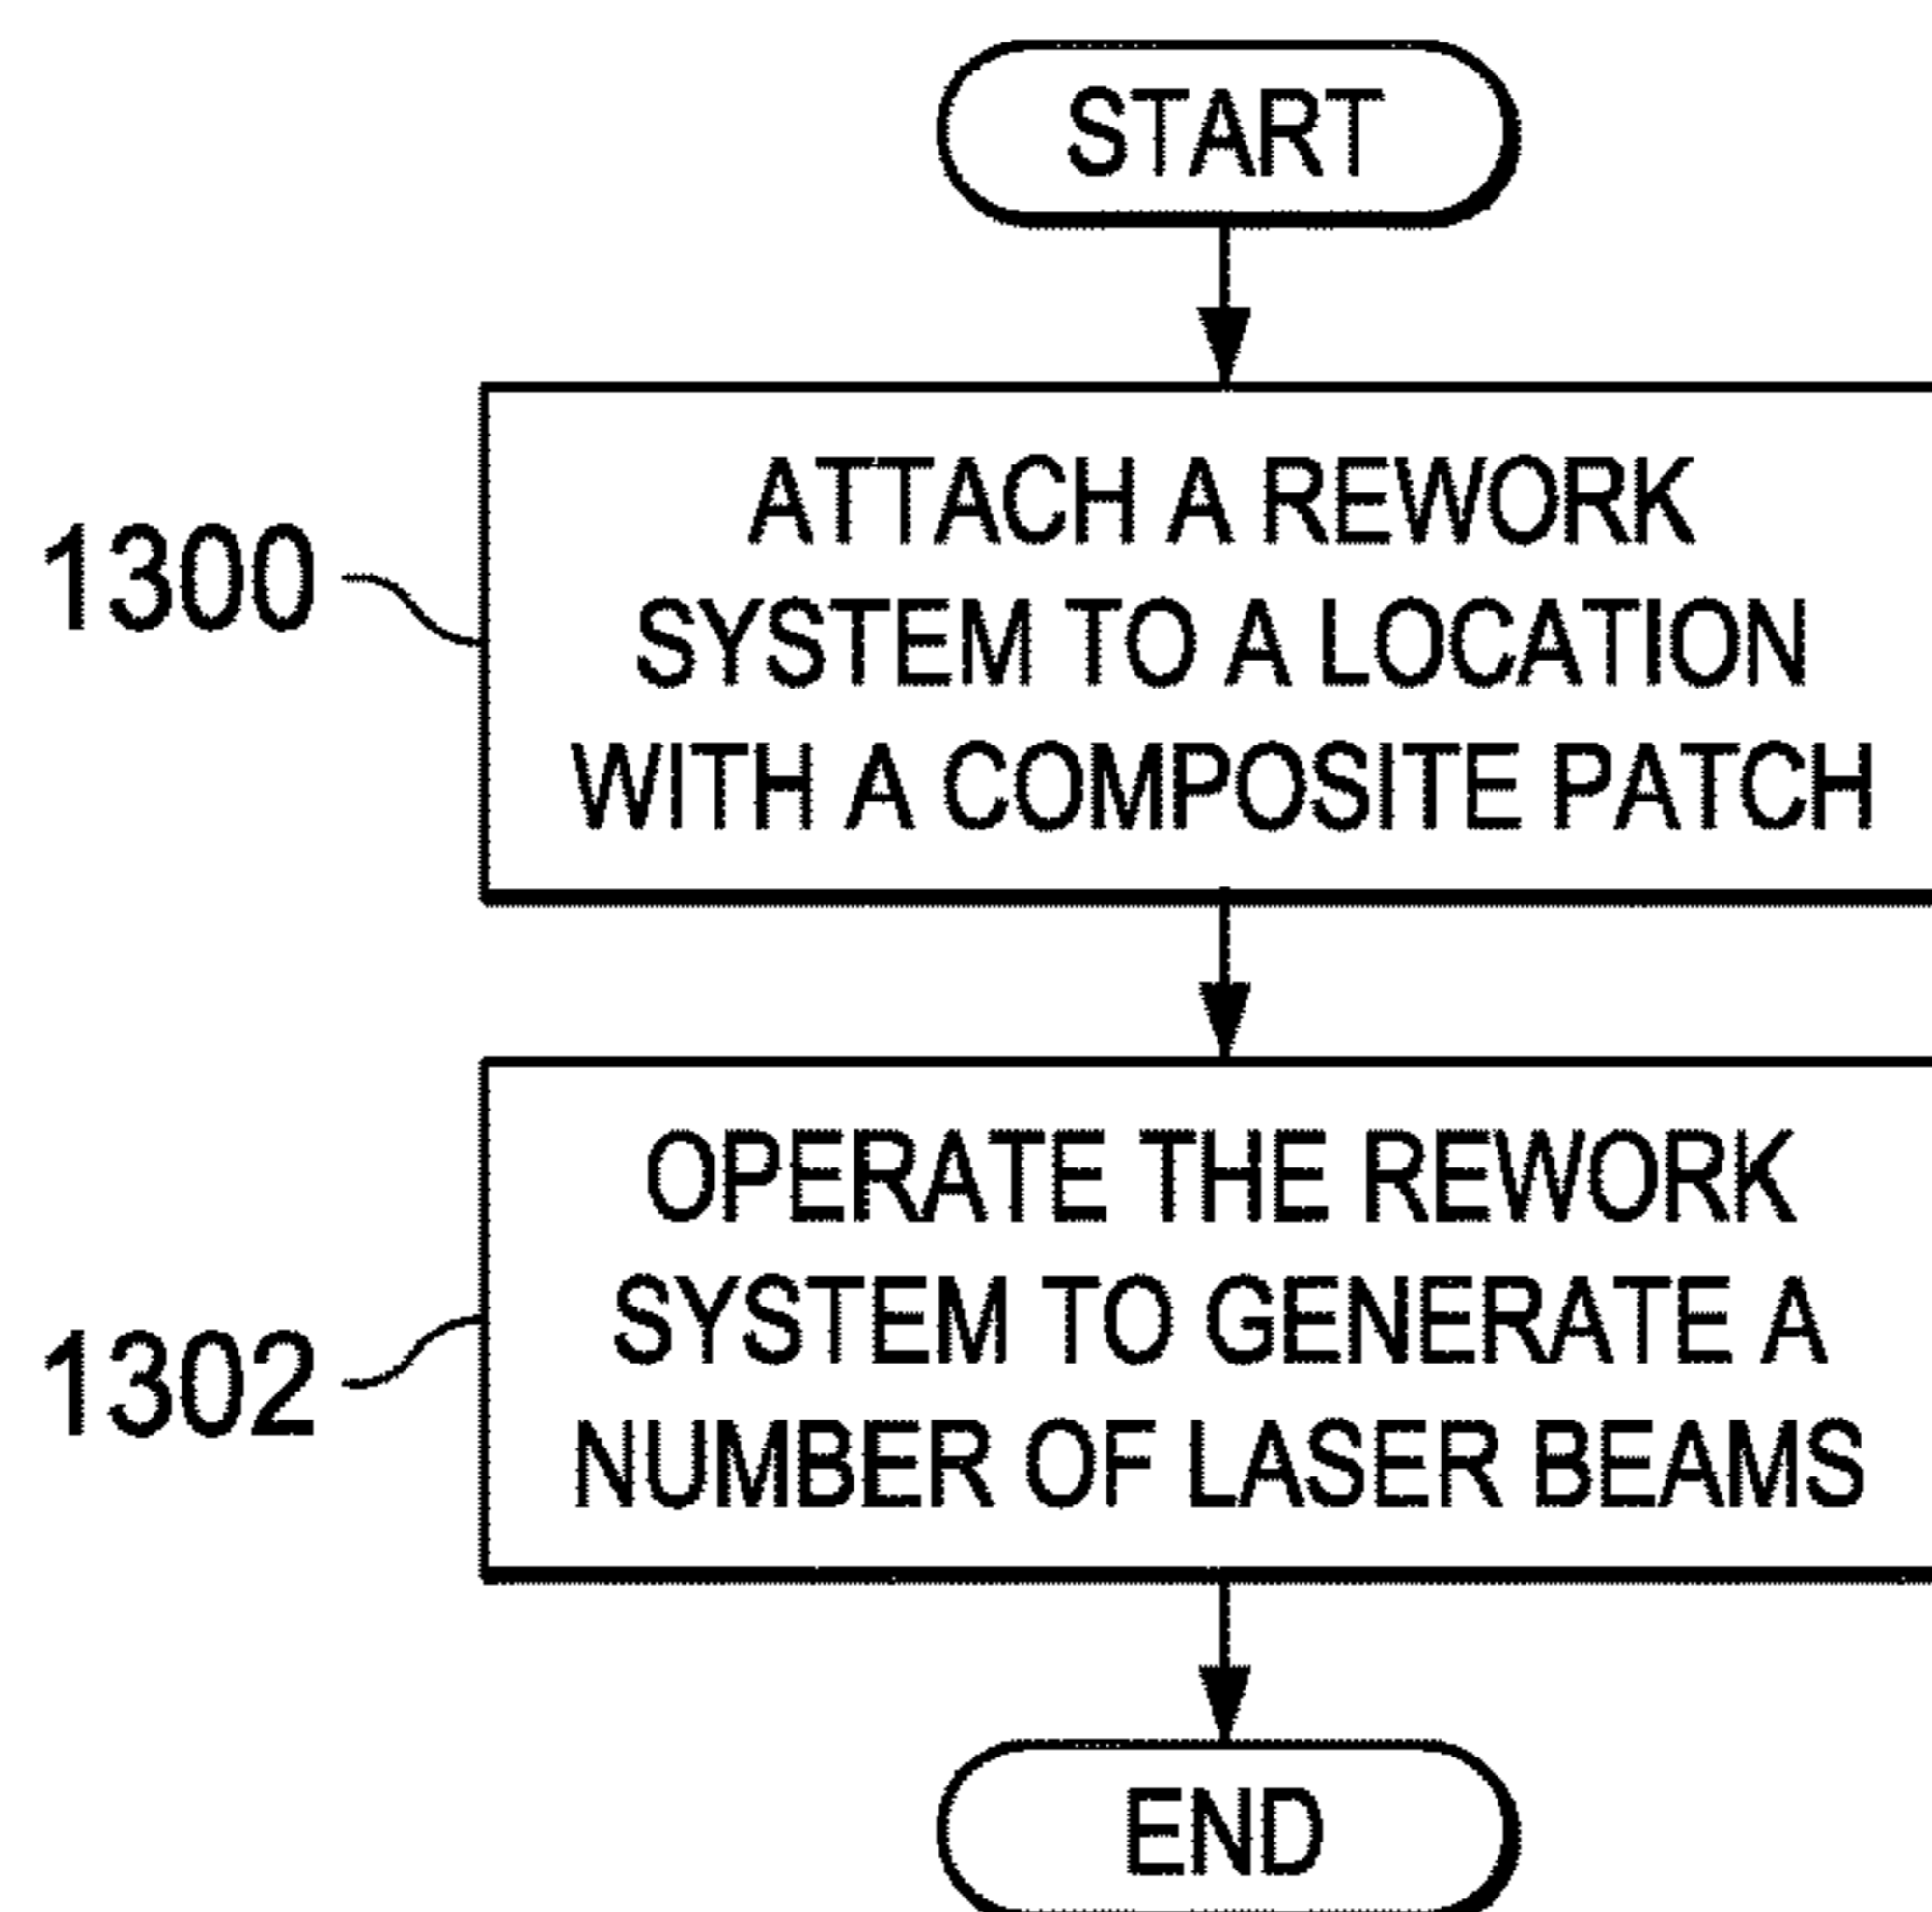 START
1300
ATTACH A REWORK
SYSTEM TO A LOCATION
WITH A COMPOSITE PATCH
1302
OPERATE THE REWORK
SYSTEM TO GENERATE A
NUMBER OF LASER BEAMS
END